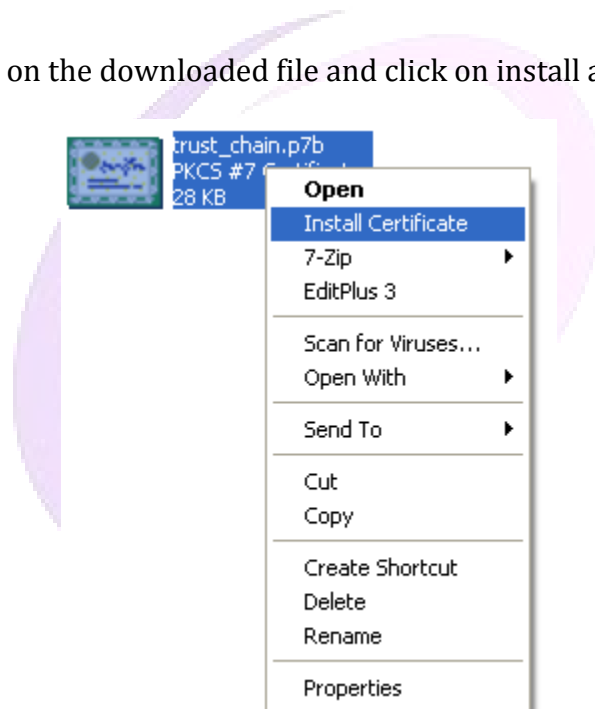 on the downloaded file and click on install a
trust_chain.p7b
PKCS #7
28 KB
Open
Install Certificate
7-Zip
EditPlus 3
Scan for Viruses...
Open With
Send To
Cut
Copy
Create Shortcut
Delete
Rename
Properties